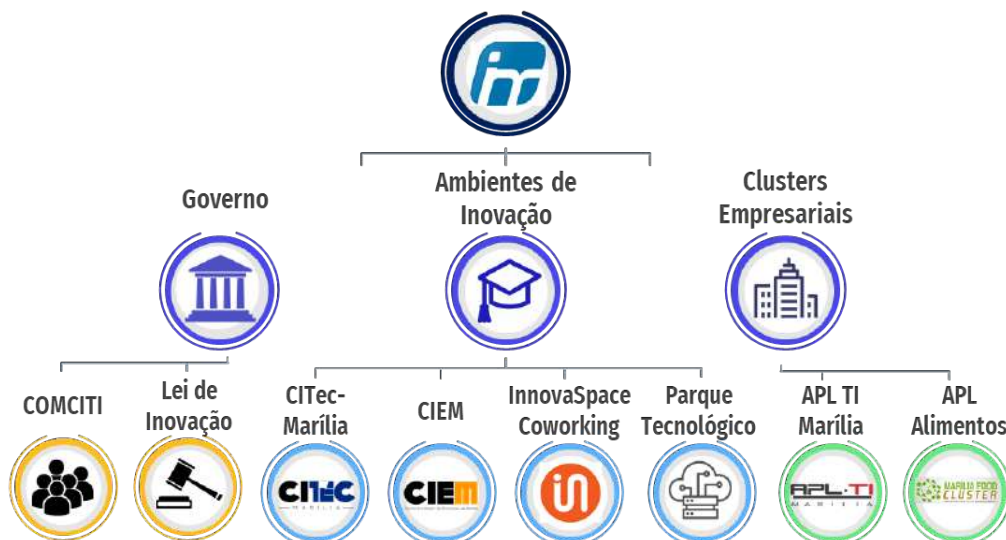 Governo
Ambientes de
Inovação
Clusters
Empresariais
COMCITI
Lei de
Inovação
CITec-
Marília
CIEM
InnovaSpace
Coworking
Parque
Tecnológico
APL TI
Marília
APL
Alimentos
CITEC
MARÍLIA
CIEM
in
APL·TI
MARÍLIA
MARILIA FOOD
CLUSTER